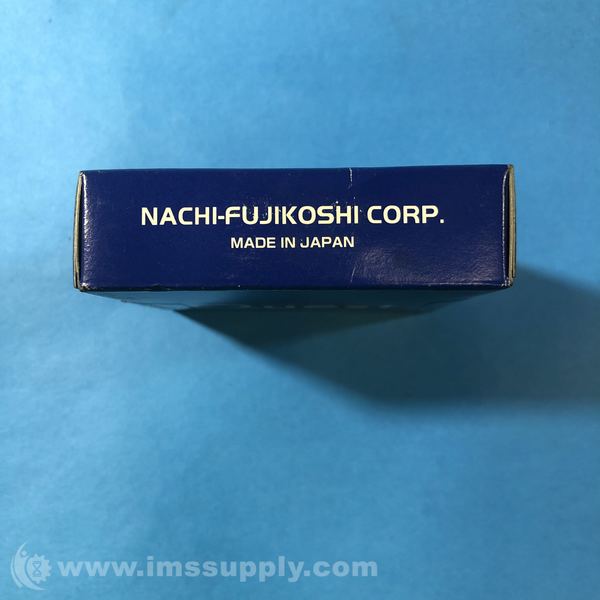 NACHI-FUJIKOSHI CORP.
MADE IN JAPAN
www.imssupply.com